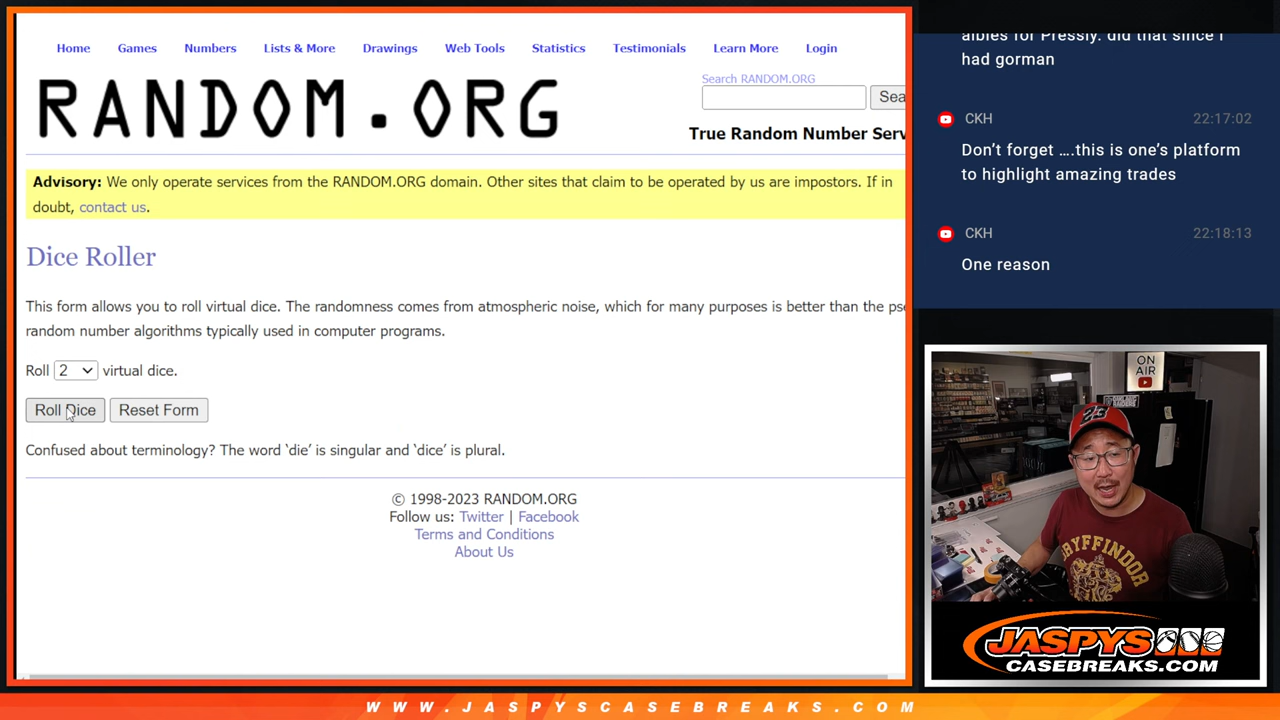 Home Games Numbers Lists & More Drawings Web Tools Statistics Testimonials Learn More Login
RANDOM.ORG
Search RANDOM.ORG
Sea
True Random Number Serv
Advisory: We only operate services from the RANDOM.ORG domain. Other sites that claim to be operated by us are impostors. If in
doubt, contact us.
Dice Roller
This form allows you to roll virtual dice. The randomness comes from atmospheric noise, which for many purposes is better than the pse
random number algorithms typically used in computer programs.
Roll 2 virtual dice.
Roll Dice Reset Form
Confused about terminology? The word ‘die’ is singular and ‘dice’ is plural.
© 1998-2023 RANDOM.ORG
Follow us: Twitter | Facebook
Terms and Conditions
About Us
aibles for Pressly. did that since I
had gorman
CKH 22:17:02
Don’t forget ….this is one’s platform
to highlight amazing trades
CKH 22:18:13
One reason
ON
AIR
23
GRYFFINDOR
JASPYS
CASEBREAKS.COM
WWW.JASPYSCASEBREAKS.COM